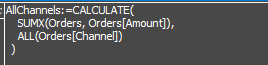 AllChannels:=CALCULATE(
SUMX(Orders, Orders[Amount]),
ALL(Orders[Channel])
)